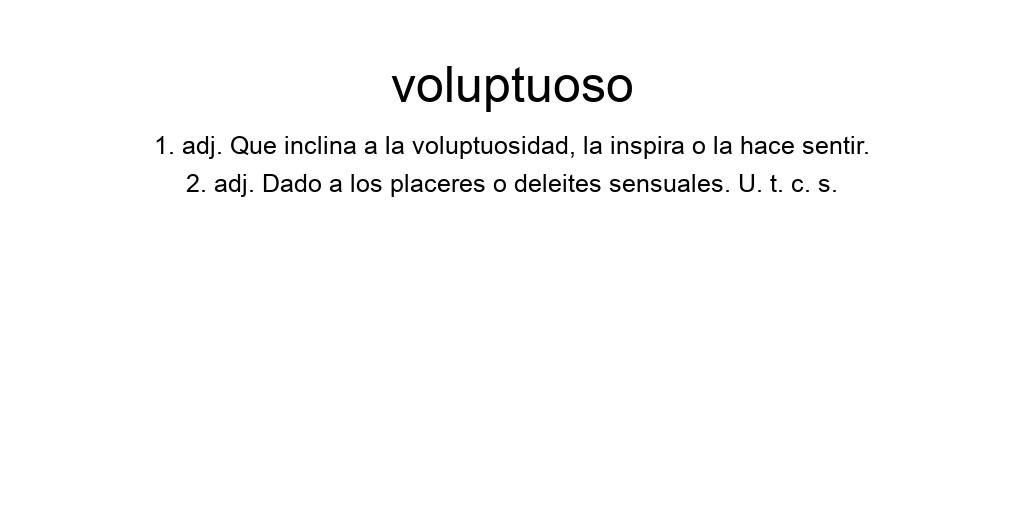 voluptuoso
1. adj. Que inclina a la voluptuosidad, la inspira o la hace sentir.
2. adj. Dado a los placeres o deleites sensuales. U. t. c. s.